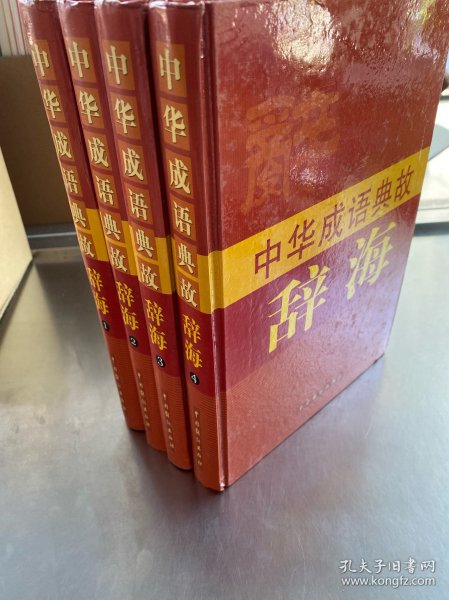 中华成语典故
辞海
1
中华成语典故
辞海
2
中华成语典故
辞海
3
中华成语典故
辞海
4
中华成语典故
辞海
孔夫子旧书网
www.kongfz.com